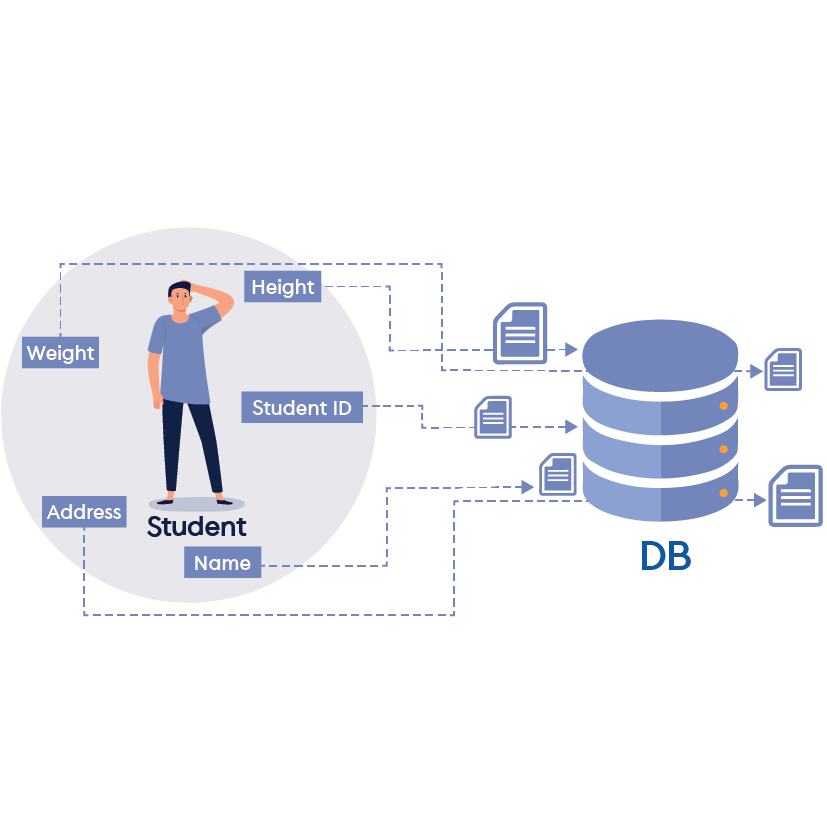 Height
Weight
Student ID
Address
Student
Name
DB